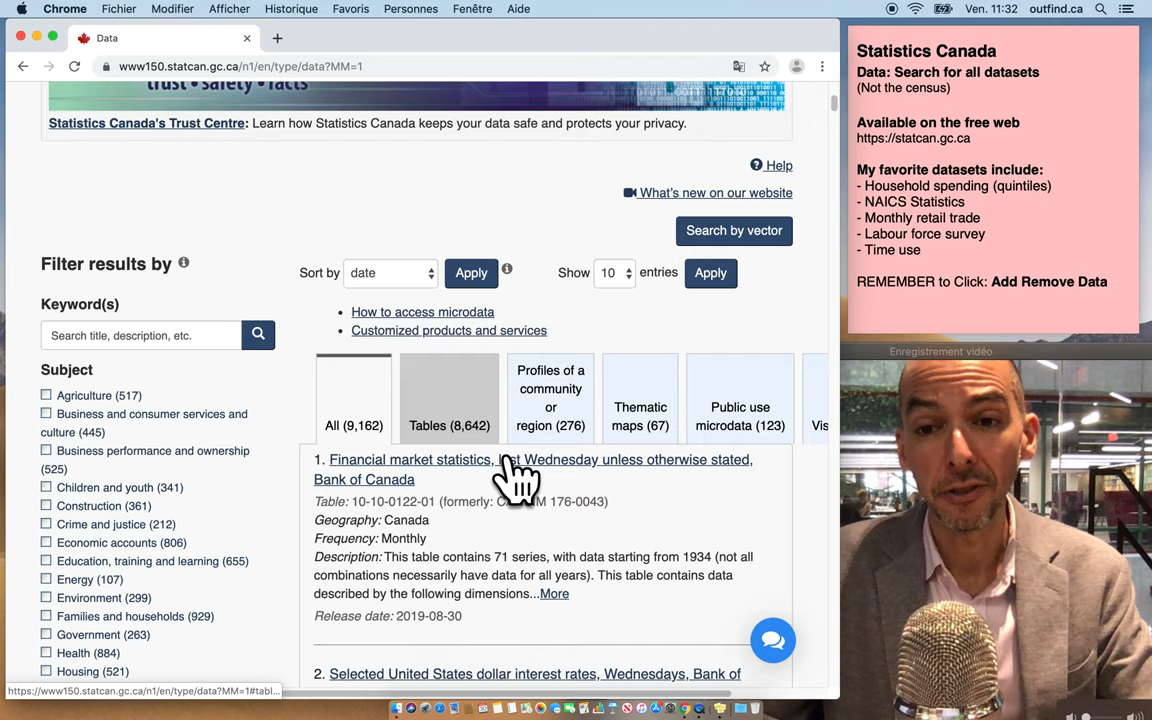 Chrome Fichier Modifier Afficher Historique Favoris Personnes Fenêtre Aide Ven. 11:32 outfind.ca
Data
www150.statcan.gc.ca/n1/en/type/data?MM=1
trust • safety • facts
Statistics Canada's Trust Centre: Learn how Statistics Canada keeps your data safe and protects your privacy.
Help
What's new on our website
Search by vector
Filter results by
Sort by date Apply Show 10 entries Apply
Keyword(s)
Search title, description, etc.
• How to access microdata
• Customized products and services
Subject
Agriculture (517)
Business and consumer services and
culture (445)
Business performance and ownership
(525)
Children and youth (341)
Construction (361)
Crime and justice (212)
Economic accounts (806)
Education, training and learning (655)
Energy (107)
Environment (299)
Families and households (929)
Government (263)
Health (884)
Housing (521)
All (9,162)
Tables (8,642)
Profiles of a
community
or
region (276)
Thematic
maps (67)
Public use
microdata (123)
Vis
1. Financial market statistics, last Wednesday unless otherwise stated,
Bank of Canada
Table: 10-10-0122-01 (formerly: 176-0043)
Geography: Canada
Frequency: Monthly
Description: This table contains 71 series, with data starting from 1934 (not all
combinations necessarily have data for all years). This table contains data
described by the following dimensions...More
Release date: 2019-08-30
2. Selected United States dollar interest rates, Wednesdays, Bank of
https://www150.statcan.gc.ca/n1/en/type/data?MM=1#tabl...
Statistics Canada
Data: Search for all datasets
(Not the census)
Available on the free web
https://statcan.gc.ca
My favorite datasets include:
- Household spending (quintiles)
- NAICS Statistics
- Monthly retail trade
- Labour force survey
- Time use
REMEMBER to Click: Add Remove Data
Enregistrement vidéo